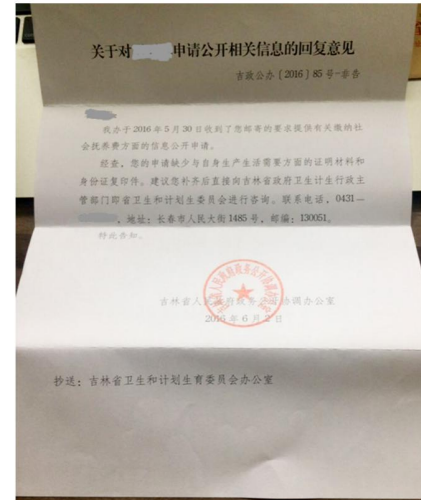 关于对 申请公开相关信息的回复意见
吉政公办〔2016〕85号-非告
我办于2016年5月30日收到了您邮寄的要求提供有关缴纳社
会抚养费方面的信息公开申请。
经查,您的申请缺少与自身生产生活需要方面的证明材料和
身份证复印件。建议您补齐后直接向吉林省政府卫生计生行政主
管部门即省卫生和计划生育委员会进行咨询。联系电话,0431—
,地址:长春市人民大街1485号,邮编:130051。
特此告知。
吉林省人民政府政务公开协调办公室
2016年6月2日
抄送:吉林省卫生和计划生育委员会办公室